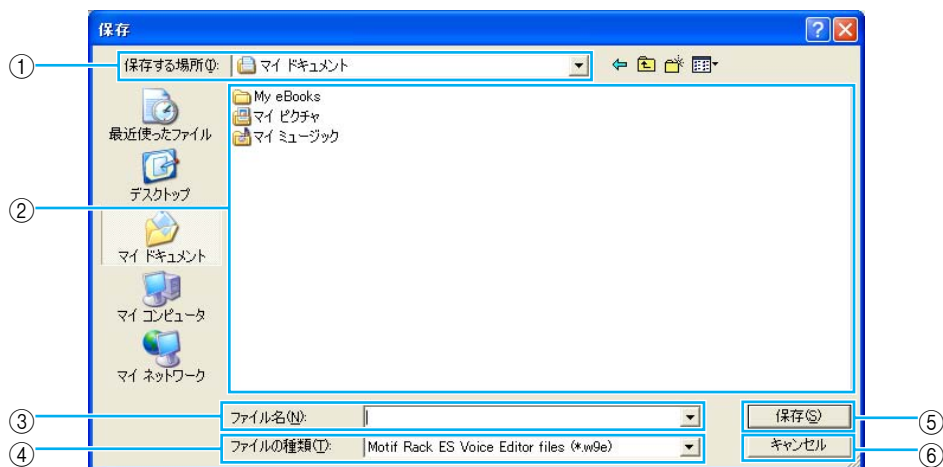 保存
① 保存する場所(I): マイ ドキュメント
My eBooks
マイ ピクチャ
マイ ミュージック
最近使ったファイル
デスクトップ
②
マイ ドキュメント
マイ コンピュータ
マイ ネットワーク
③ ファイル名(N): 保存(S) ⑤
④ ファイルの種類(T): Motif Rack ES Voice Editor files (*.w9e) キャンセル ⑥